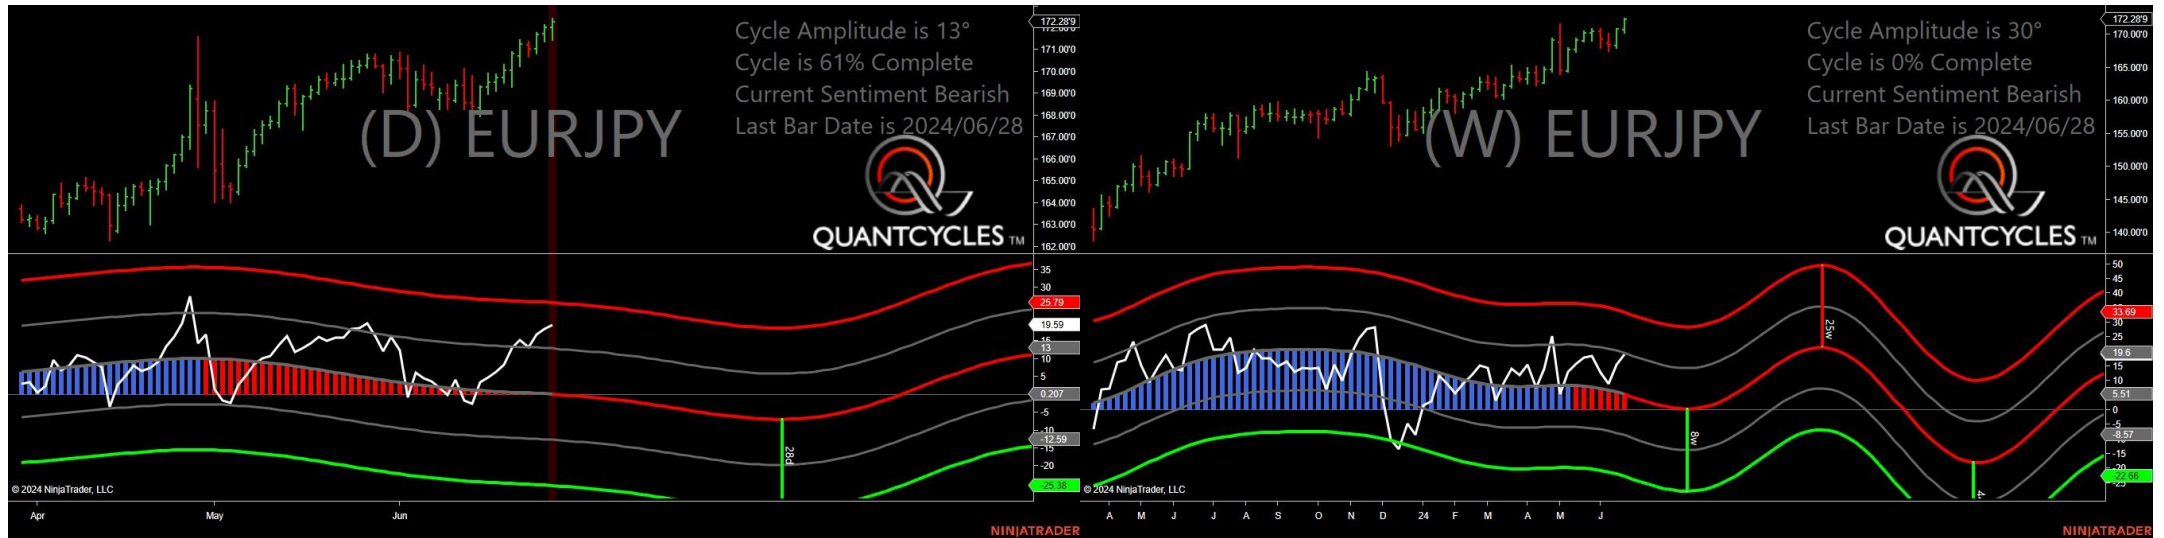 Cycle Amplitude is 13°
Cycle is 61% Complete
Current Sentiment Bearish
Last Bar Date is 2024/06/28
(D) EURJPY
QUANTCYCLES TM
172.28'9
171.00'0
170.00'0
169.00'0
168.00'0
167.00'0
166.00'0
165.00'0
164.00'0
163.00'0
162.00'0
35
30
25.79
19.59
13
10
5
0.207
-5
-10
-12.59
-15
-20
-25.38
28d
© 2024 NinjaTrader, LLC
Apr May Jun
NINJATRADER
Cycle Amplitude is 30°
Cycle is 0% Complete
Current Sentiment Bearish
Last Bar Date is 2024/06/28
(W) EURJPY
QUANTCYCLES TM
172.28'9
170.00'0
165.00'0
160.00'0
155.00'0
150.00'0
145.00'0
140.00'0
50
45
40
33.69
30
25
19.6
15
10
5.51
0
-5
-8.57
-15
-22.66
25w
8w
© 2024 NinjaTrader, LLC
A M J J A S O N D 24 F M A M J
NINJATRADER